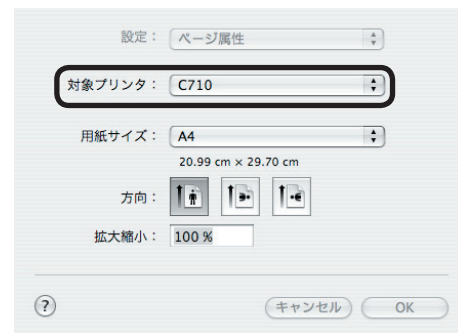 設定： ページ属性
対象プリンタ： C710
用紙サイズ： A4
20.99 cm × 29.70 cm
方向：
拡大縮小： 100 %
? キャンセル OK